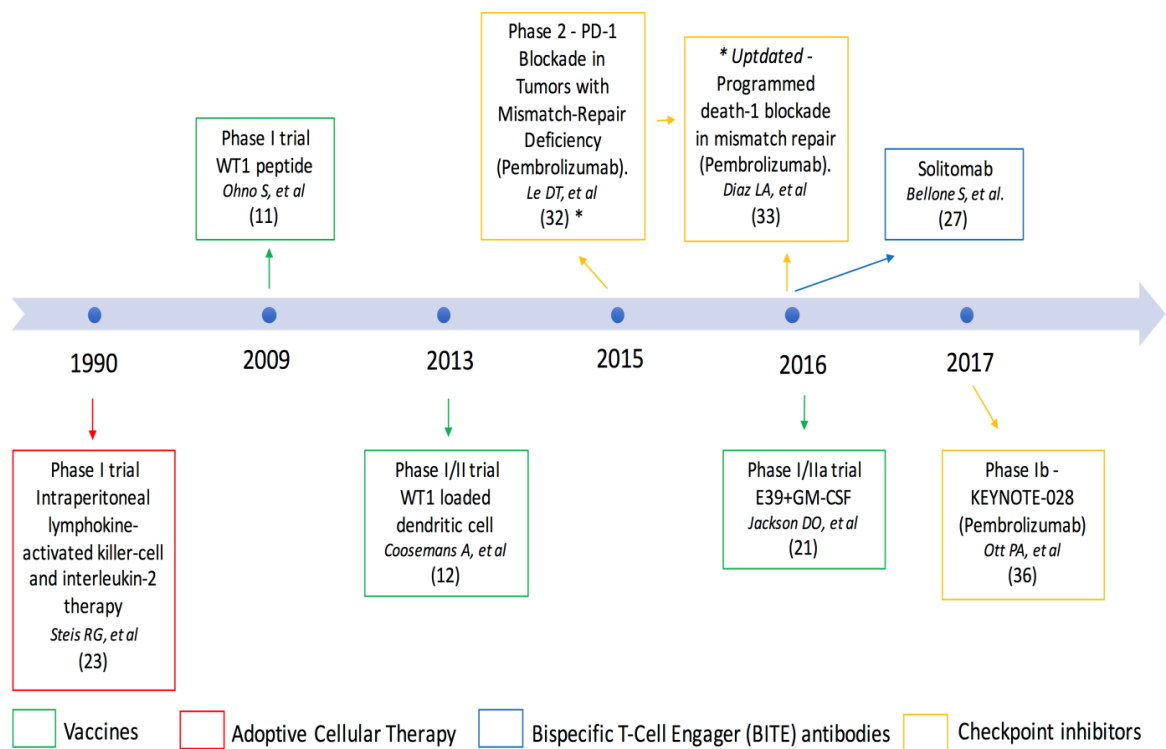 Phase I trial
WT1 peptide
Ohno S, et al
(11)
Phase 2 - PD-1
Blockade in
Tumors with
Mismatch-Repair
Deficiency
(Pembrolizumab).
Le DT, et al
(32) *
* Uptdated -
Programmed
death-1 blockade
in mismatch repair
(Pembrolizumab).
Diaz LA, et al
(33)
Solitomab
Bellone S, et al.
(27)
1990
2009
2013
2015
2016
2017
Phase I trial
Intraperitoneal
lymphokine-
activated killer-cell
and interleukin-2
therapy
Steis RG, et al
(23)
Phase I/II trial
WT1 loaded
dendritic cell
Coosemans A, et al
(12)
Phase I/IIa trial
E39+GM-CSF
Jackson DO, et al
(21)
Phase Ib -
KEYNOTE-028
(Pembrolizumab)
Ott PA, et al
(36)
Vaccines
Adoptive Cellular Therapy
Bispecific T-Cell Engager (BITE) antibodies
Checkpoint inhibitors